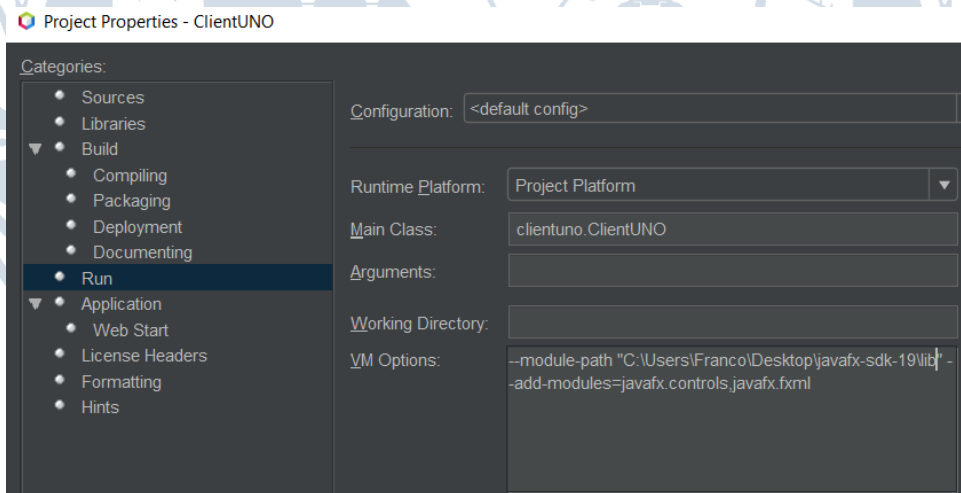 Project Properties - ClientUNO
Categories:
Sources
Libraries
Build
Compiling
Packaging
Deployment
Documenting
Run
Application
Web Start
License Headers
Formatting
Hints
Configuration: <default config>
Runtime Platform: Project Platform
Main Class: clientuno.ClientUNO
Arguments:
Working Directory:
VM Options: --module-path "C:\Users\Franco\Desktop\javafx-sdk-19\lib" -
-add-modules=javafx.controls,javafx.fxml